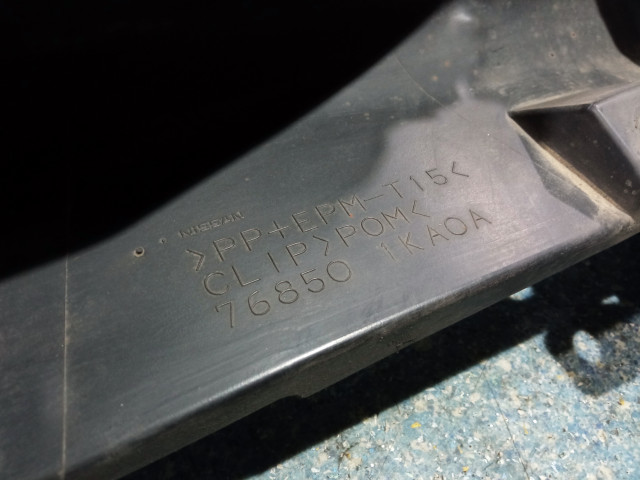 NISSAN
>PP+EPM-T15<
CLIP>POM<
76850 1KA0A